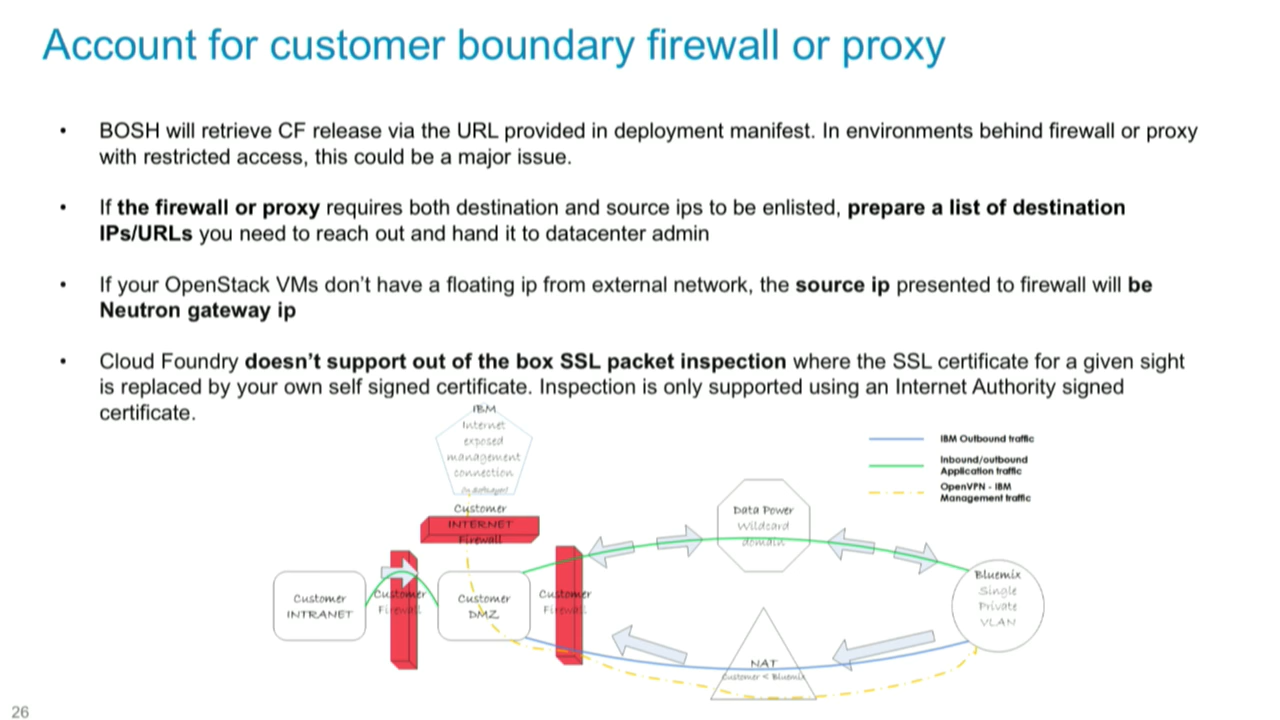 Account for customer boundary firewall or proxy
• BOSH will retrieve CF release via the URL provided in deployment manifest. In environments behind firewall or proxy
with restricted access, this could be a major issue.
• If the firewall or proxy requires both destination and source ips to be enlisted, prepare a list of destination
IPs/URLs you need to reach out and hand it to datacenter admin
• If your OpenStack VMs don't have a floating ip from external network, the source ip presented to firewall will be
Neutron gateway ip
• Cloud Foundry doesn't support out of the box SSL packet inspection where the SSL certificate for a given sight
is replaced by your own self signed certificate. Inspection is only supported using an Internet Authority signed
certificate.
IBM
Internet
exposed
management
connection
Customer
INTERNET
Firewall
IBM Outbound traffic
Inbound/outbound
Application traffic
OpenVPN - IBM
Management traffic
Data Power
Wildcard
domain
Customer
INTRANET
Customer
Firewall
Customer
DMZ
Customer
Firewall
Bluemix
Single
Private
VLAN
NAT
Customer < Bluemix
26